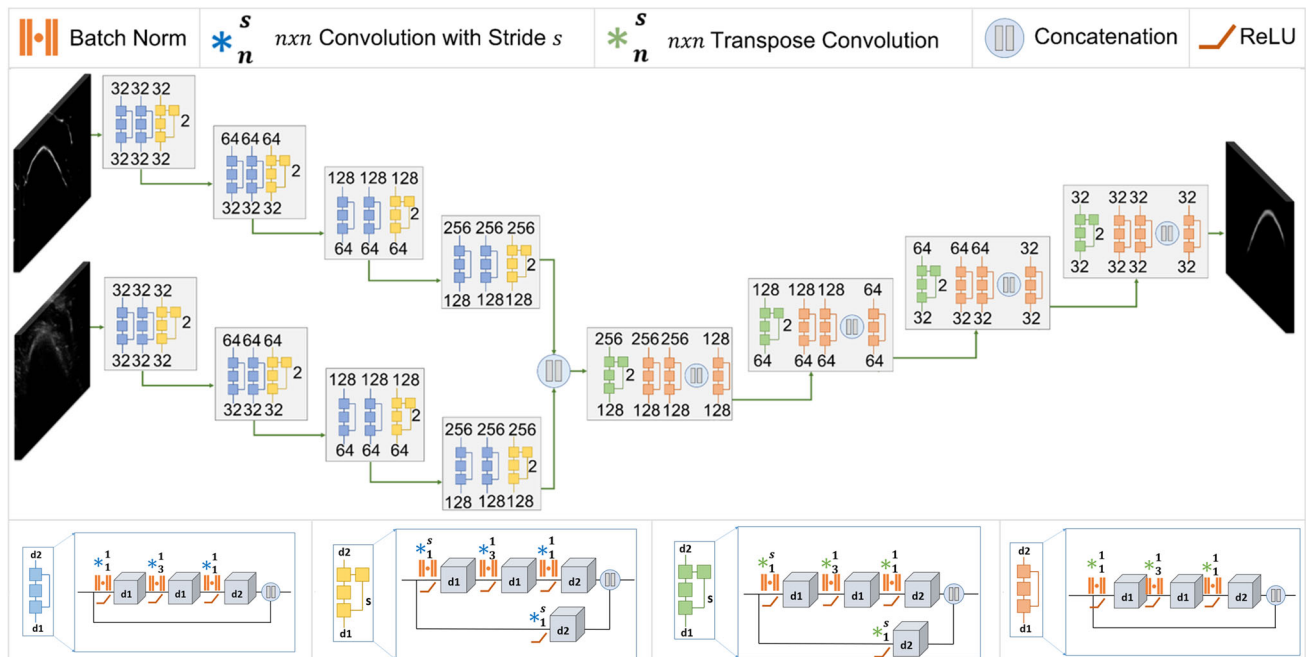 Batch Norm
* s n nxn Convolution with Stride s
* s n nxn Transpose Convolution
Concatenation
ReLU
32 32 32
2
32 32 32
64 64 64
2
32 32 32
128 128 128
2
64 64 64
256 256 256
2
128 128 128
32 32 32
2
32 32 32
64 64 64
2
32 32 32
128 128 128
2
64 64 64
256 256 256
2
128 128 128
256 256 256 128
2
128 128 128 128
128 128 128 64
2
64 64 64 64
64 64 64 32
2
32 32 32 32
32 32 32 32
2
32 32 32 32
d2
d1
* 1 1 * 1 3 * 1 1
d1 d1 d2
d2
s
d1
* s 1 * 1 3 * 1 1
d1 d1 d2
* s 1
d2
d2
s
d1
* s 1 * 1 3 * 1 1
d1 d1 d2
* s 1
d2
d2
d1
* 1 1 * 1 3 * 1 1
d1 d1 d2